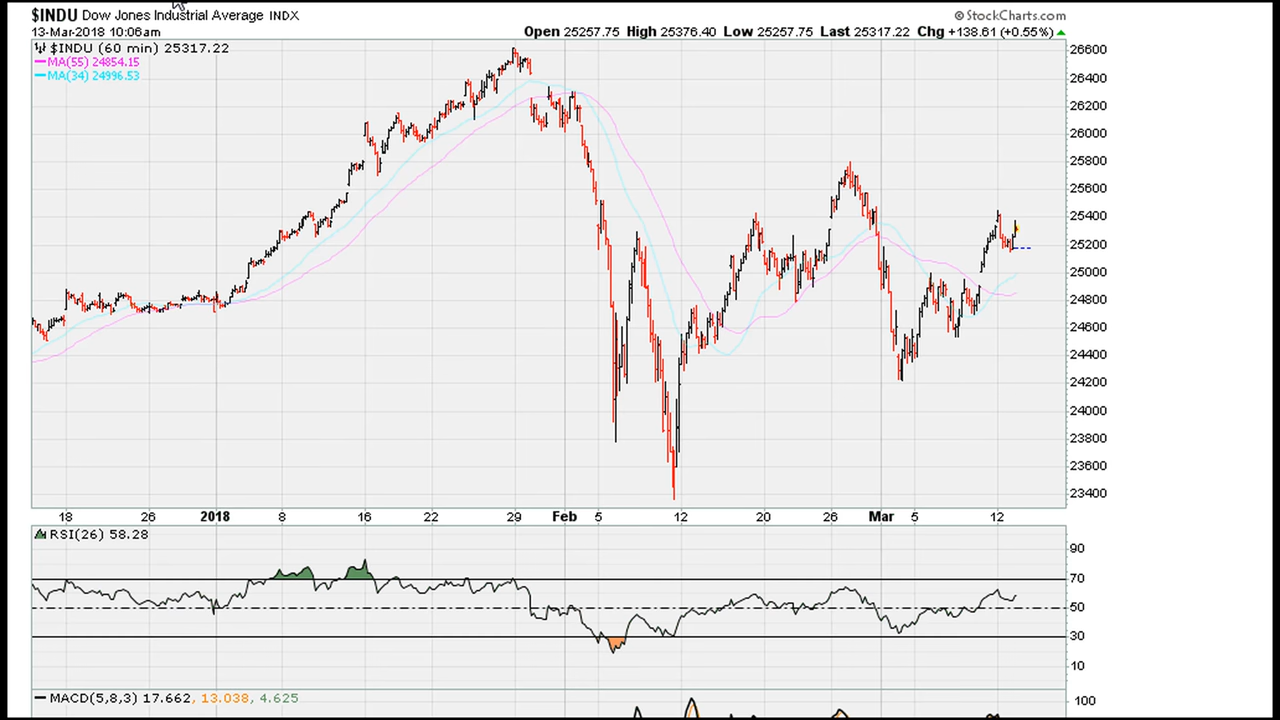 $INDU Dow Jones Industrial Average INDX
© StockCharts.com
13-Mar-2018 10:06am
Open 25257.75 High 25376.40 Low 25257.75 Last 25317.22 Chg +138.61 (+0.55%)
$INDU (60 min) 25317.22
MA(55) 24854.15
MA(34) 24996.53
26600
26400
26200
26000
25800
25600
25400
25200
25000
24800
24600
24400
24200
24000
23800
23600
23400
18 26 2018 8 16 22 29 Feb 5 12 20 26 Mar 5 12
RSI(26) 58.28
90
70
50
30
10
MACD(5,8,3) 17.662, 13.038, 4.625
100